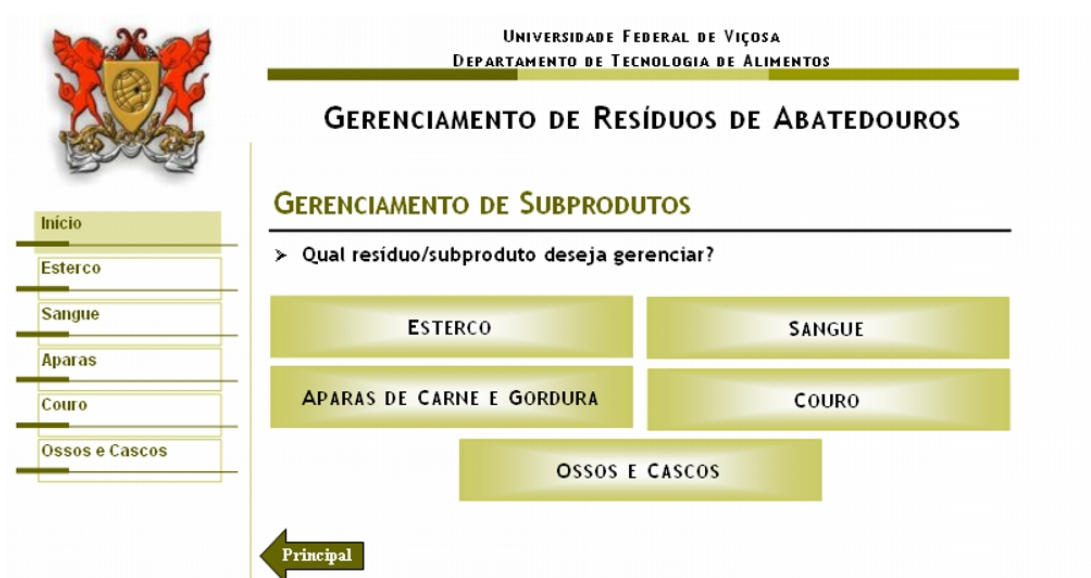 Universidade Federal de Viçosa
Departamento de Tecnologia de Alimentos
Gerenciamento de Resíduos de Abatedouros
Início
Esterco
Sangue
Aparas
Couro
Ossos e Cascos
Gerenciamento de Subprodutos
➢ Qual resíduo/subproduto deseja gerenciar?
Esterco
Sangue
Aparas de Carne e Gordura
Couro
Ossos e Cascos
Principal